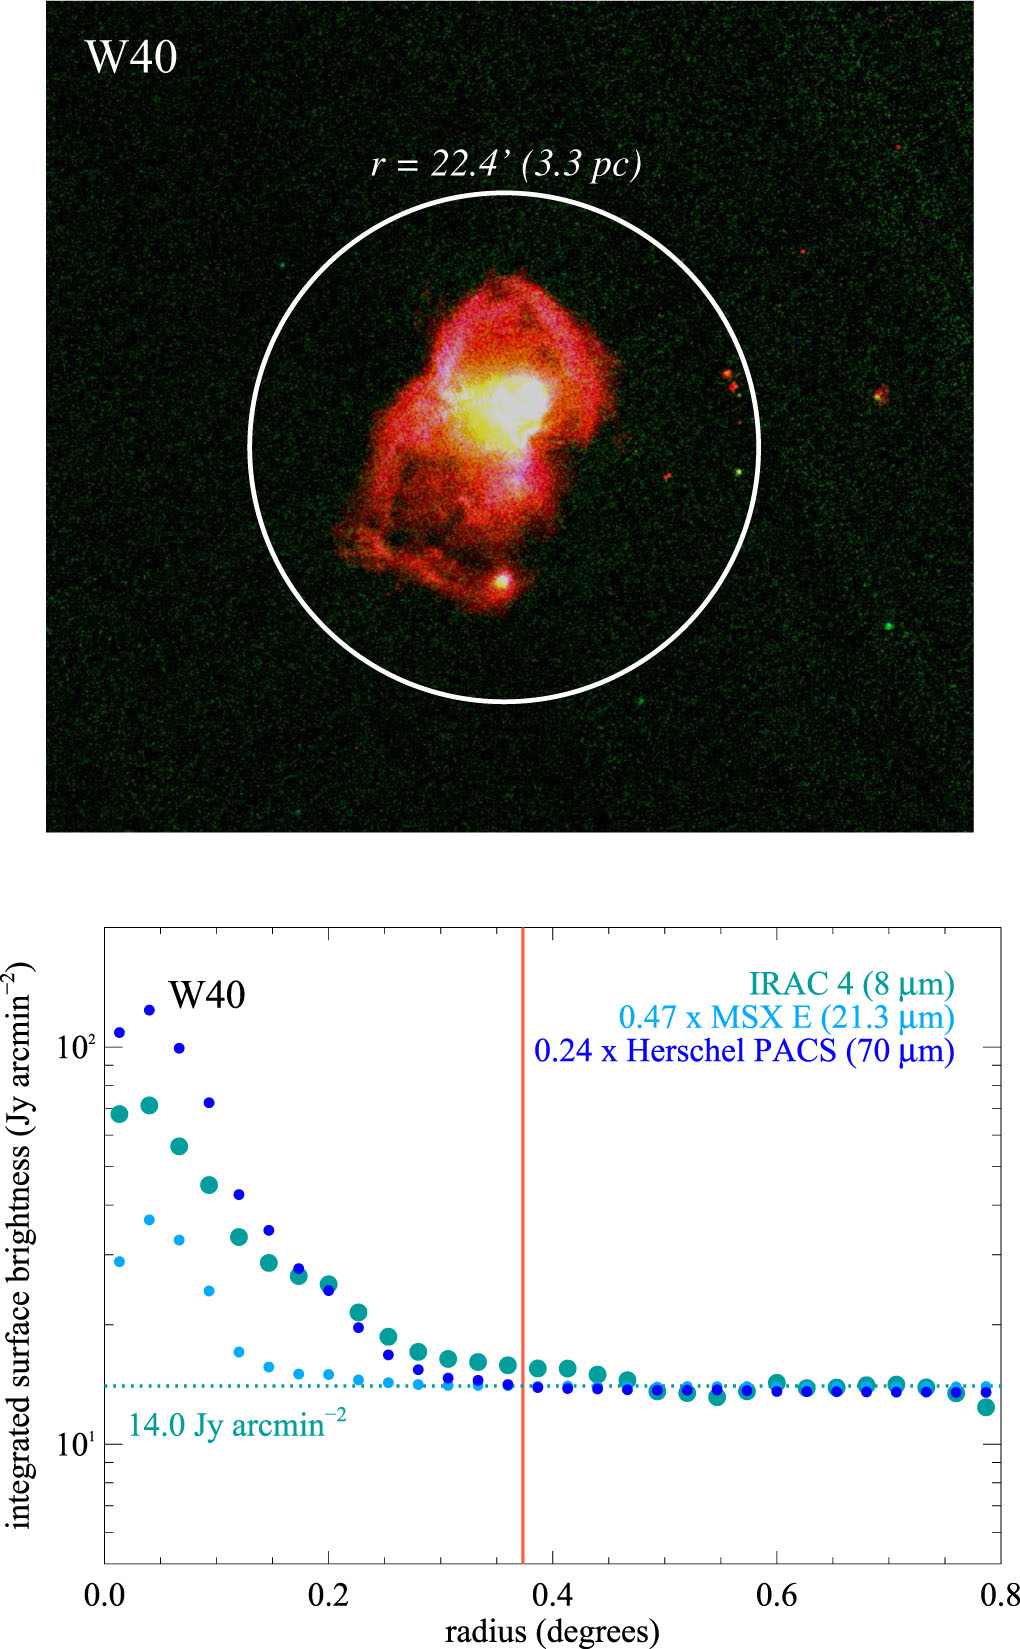 W40
r = 22.4’ (3.3 pc)
W40
IRAC 4 (8 μm)
0.47 x MSX E (21.3 μm)
0.24 x Herschel PACS (70 μm)
integrated surface brightness (Jy arcmin⁻²)
10²
14.0 Jy arcmin⁻²
10¹
0.0 0.2 0.4 0.6 0.8
radius (degrees)